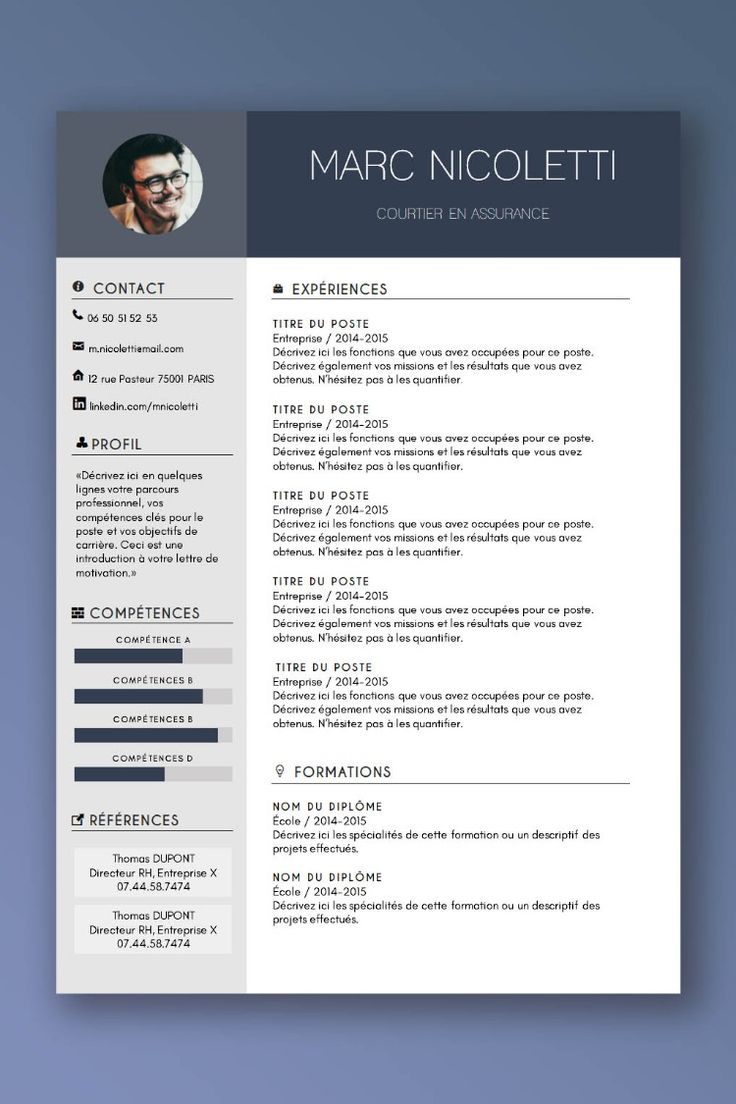 MARC NICOLETTI
COURTIER EN ASSURANCE
CONTACT
06 50 51 52 53
m.nicolettiemail.com
12 rue Pasteur 75001 PARIS
linkedin.com/mnicoletti
PROFIL
«Décrivez ici en quelques
lignes votre parcours
professionnel, vos
compétences clés pour le
poste et vos objectifs de
carrière. Ceci est une
introduction à votre lettre de
motivation.»
COMPÉTENCES
COMPÉTENCE A
COMPÉTENCES B
COMPÉTENCES B
COMPÉTENCES D
RÉFÉRENCES
Thomas DUPONT
Directeur RH, Entreprise X
07.44.58.7474
Thomas DUPONT
Directeur RH, Entreprise X
07.44.58.7474
EXPÉRIENCES
TITRE DU POSTE
Entreprise / 2014-2015
Décrivez ici les fonctions que vous avez occupées pour ce poste.
Décrivez également vos missions et les résultats que vous avez
obtenus. N'hésitez pas à les quantifier.
TITRE DU POSTE
Entreprise / 2014-2015
Décrivez ici les fonctions que vous avez occupées pour ce poste.
Décrivez également vos missions et les résultats que vous avez
obtenus. N'hésitez pas à les quantifier.
TITRE DU POSTE
Entreprise / 2014-2015
Décrivez ici les fonctions que vous avez occupées pour ce poste.
Décrivez également vos missions et les résultats que vous avez
obtenus. N'hésitez pas à les quantifier.
TITRE DU POSTE
Entreprise / 2014-2015
Décrivez ici les fonctions que vous avez occupées pour ce poste.
Décrivez également vos missions et les résultats que vous avez
obtenus. N'hésitez pas à les quantifier.
TITRE DU POSTE
Entreprise / 2014-2015
Décrivez ici les fonctions que vous avez occupées pour ce poste.
Décrivez également vos missions et les résultats que vous avez
obtenus. N'hésitez pas à les quantifier.
FORMATIONS
NOM DU DIPLÔME
École / 2014-2015
Décrivez ici les spécialités de cette formation ou un descriptif des
projets effectués.
NOM DU DIPLÔME
École / 2014-2015
Décrivez ici les spécialités de cette formation ou un descriptif des
projets effectués.